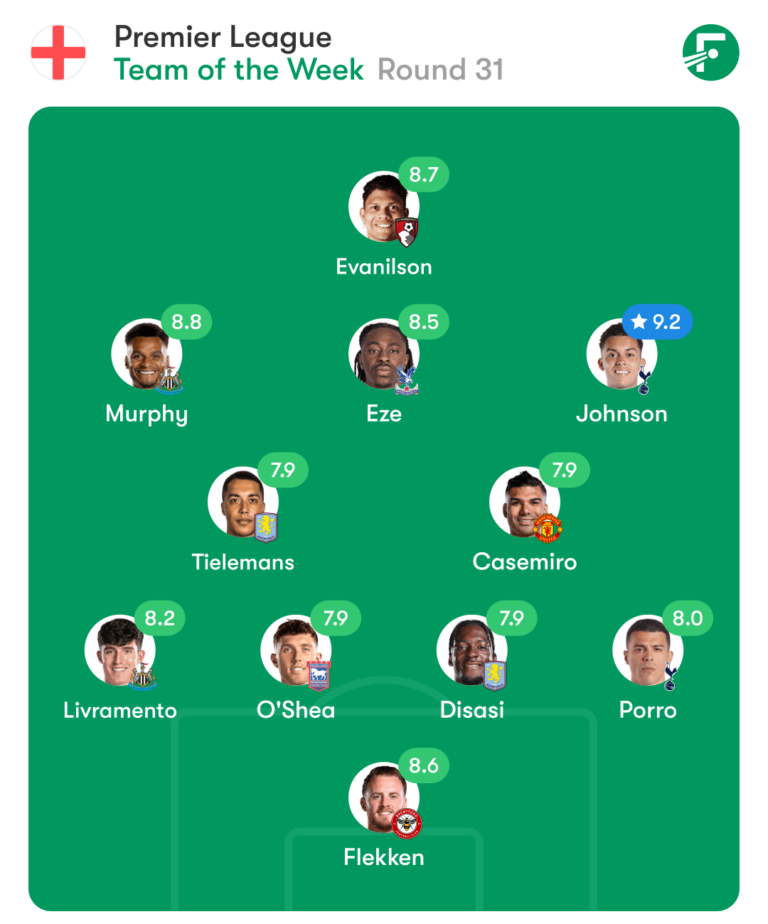 Premier League
Team of the Week Round 31
8.7
Evanilson
8.8
8.5
9.2
Murphy
Eze
Johnson
7.9
7.9
Tielemans
Casemiro
8.2
7.9
7.9
8.0
Livramento
O'Shea
Disasi
Porro
8.6
Flekken